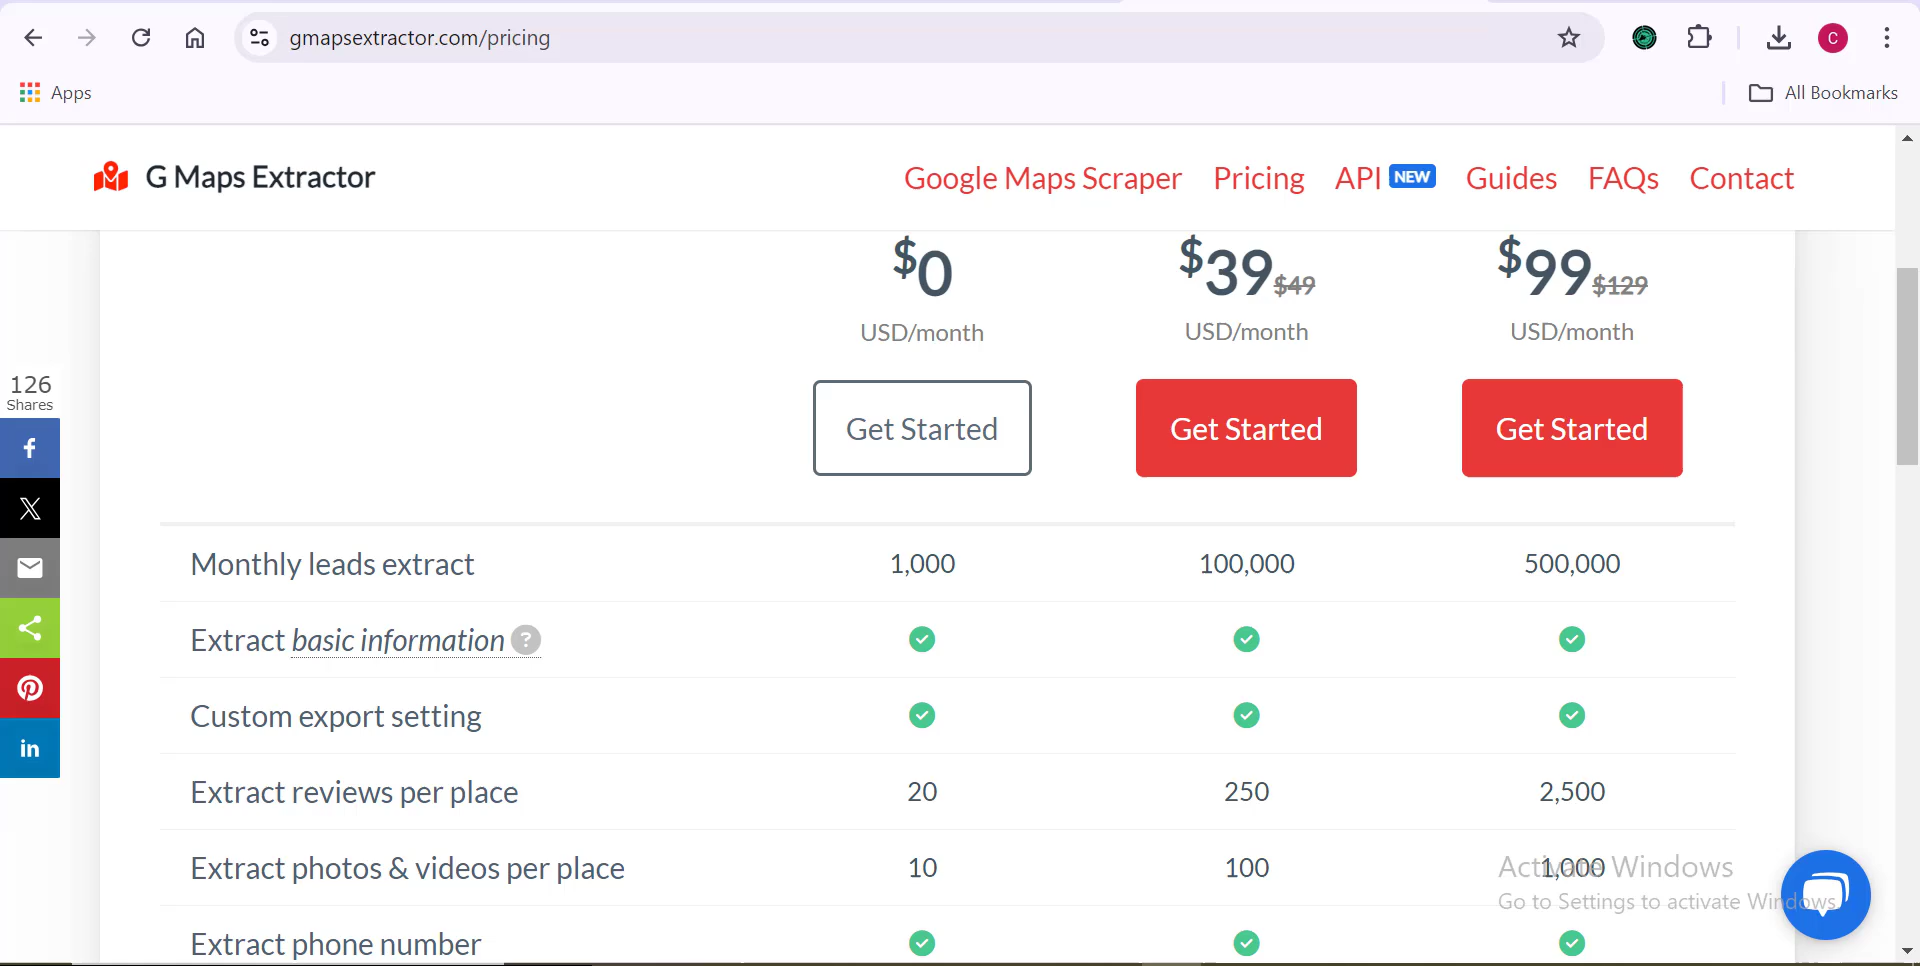 gmapsextractor.com/pricing
C
Apps
All Bookmarks
G Maps Extractor
Google Maps Scraper Pricing API NEW Guides FAQs Contact
$0 $39 $49 $99 $129
USD/month USD/month USD/month
126
Shares
Get Started Get Started Get Started
Monthly leads extract 1,000 100,000 500,000
Extract basic information ?
Custom export setting
Extract reviews per place 20 250 2,500
Extract photos & videos per place 10 100 1,000
Activate Windows
Go to Settings to activate Windows.
Extract phone number